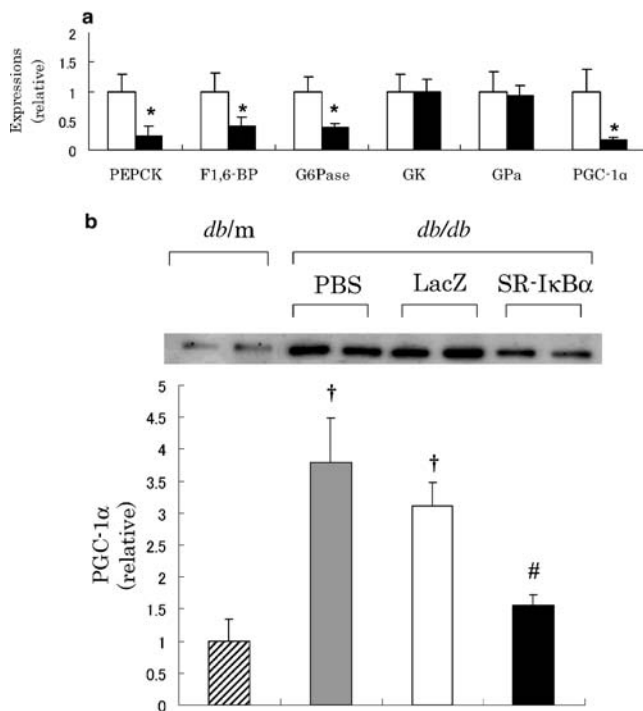 a
Expressions
(relative)
2
1.5
1
0.5
0
* * * *
PEPCK F1,6-BP G6Pase GK GPa PGC-1α
b
db/m db/db
PBS LacZ SR-IκBα
PGC-1α
(relative)
5
4.5
4
3.5
3
2.5
2
1.5
1
0.5
0
† † #